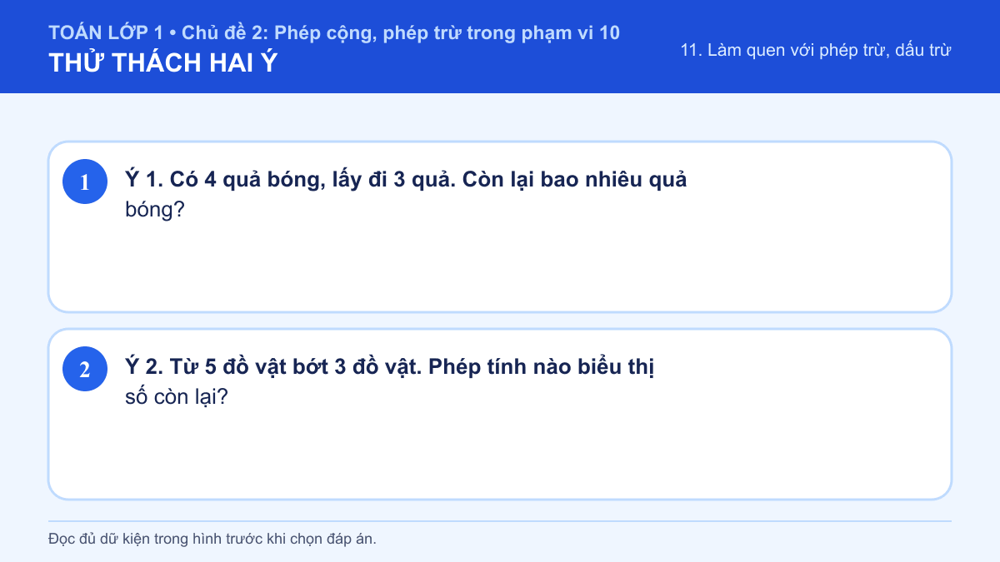 TOÁN LỚP 1 • Chủ đề 2: Phép cộng, phép trừ trong phạm vi 10
THỬ THÁCH HAI Ý
11. Làm quen với phép trừ, dấu trừ
1
Ý 1. Có 4 quả bóng, lấy đi 3 quả. Còn lại bao nhiêu quả
bóng?
2
Ý 2. Từ 5 đồ vật bớt 3 đồ vật. Phép tính nào biểu thị
số còn lại?
Đọc đủ dữ kiện trong hình trước khi chọn đáp án.